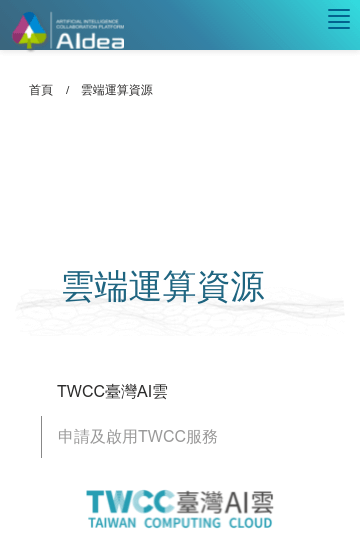 ARTIFICIAL INTELLIGENCE
COLLABORATION PLATFORM
AIdea
首頁 / 雲端運算資源
雲端運算資源
TWCC臺灣AI雲
申請及啟用TWCC服務
TWCC臺灣AI雲
TAIWAN COMPUTING CLOUD